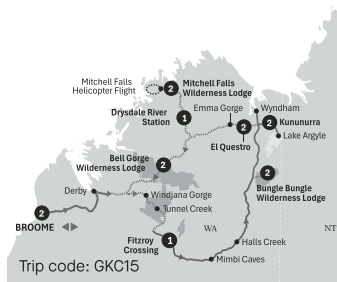 Mitchell Falls
Helicopter Flight
2
Mitchell Falls
Wilderness Lodge
Drysdale River
Station
1
Emma Gorge
Wyndham
2
Kununurra
2
El Questro
Lake Argyle
Bell Gorge
Wilderness Lodge
2
2
Bungle Bungle
Wilderness Lodge
Derby
Windjana Gorge
Tunnel Creek
2
BROOME
Fitzroy
Crossing
1
WA
NT
Halls Creek
Mimbi Caves
Trip code: GKC15